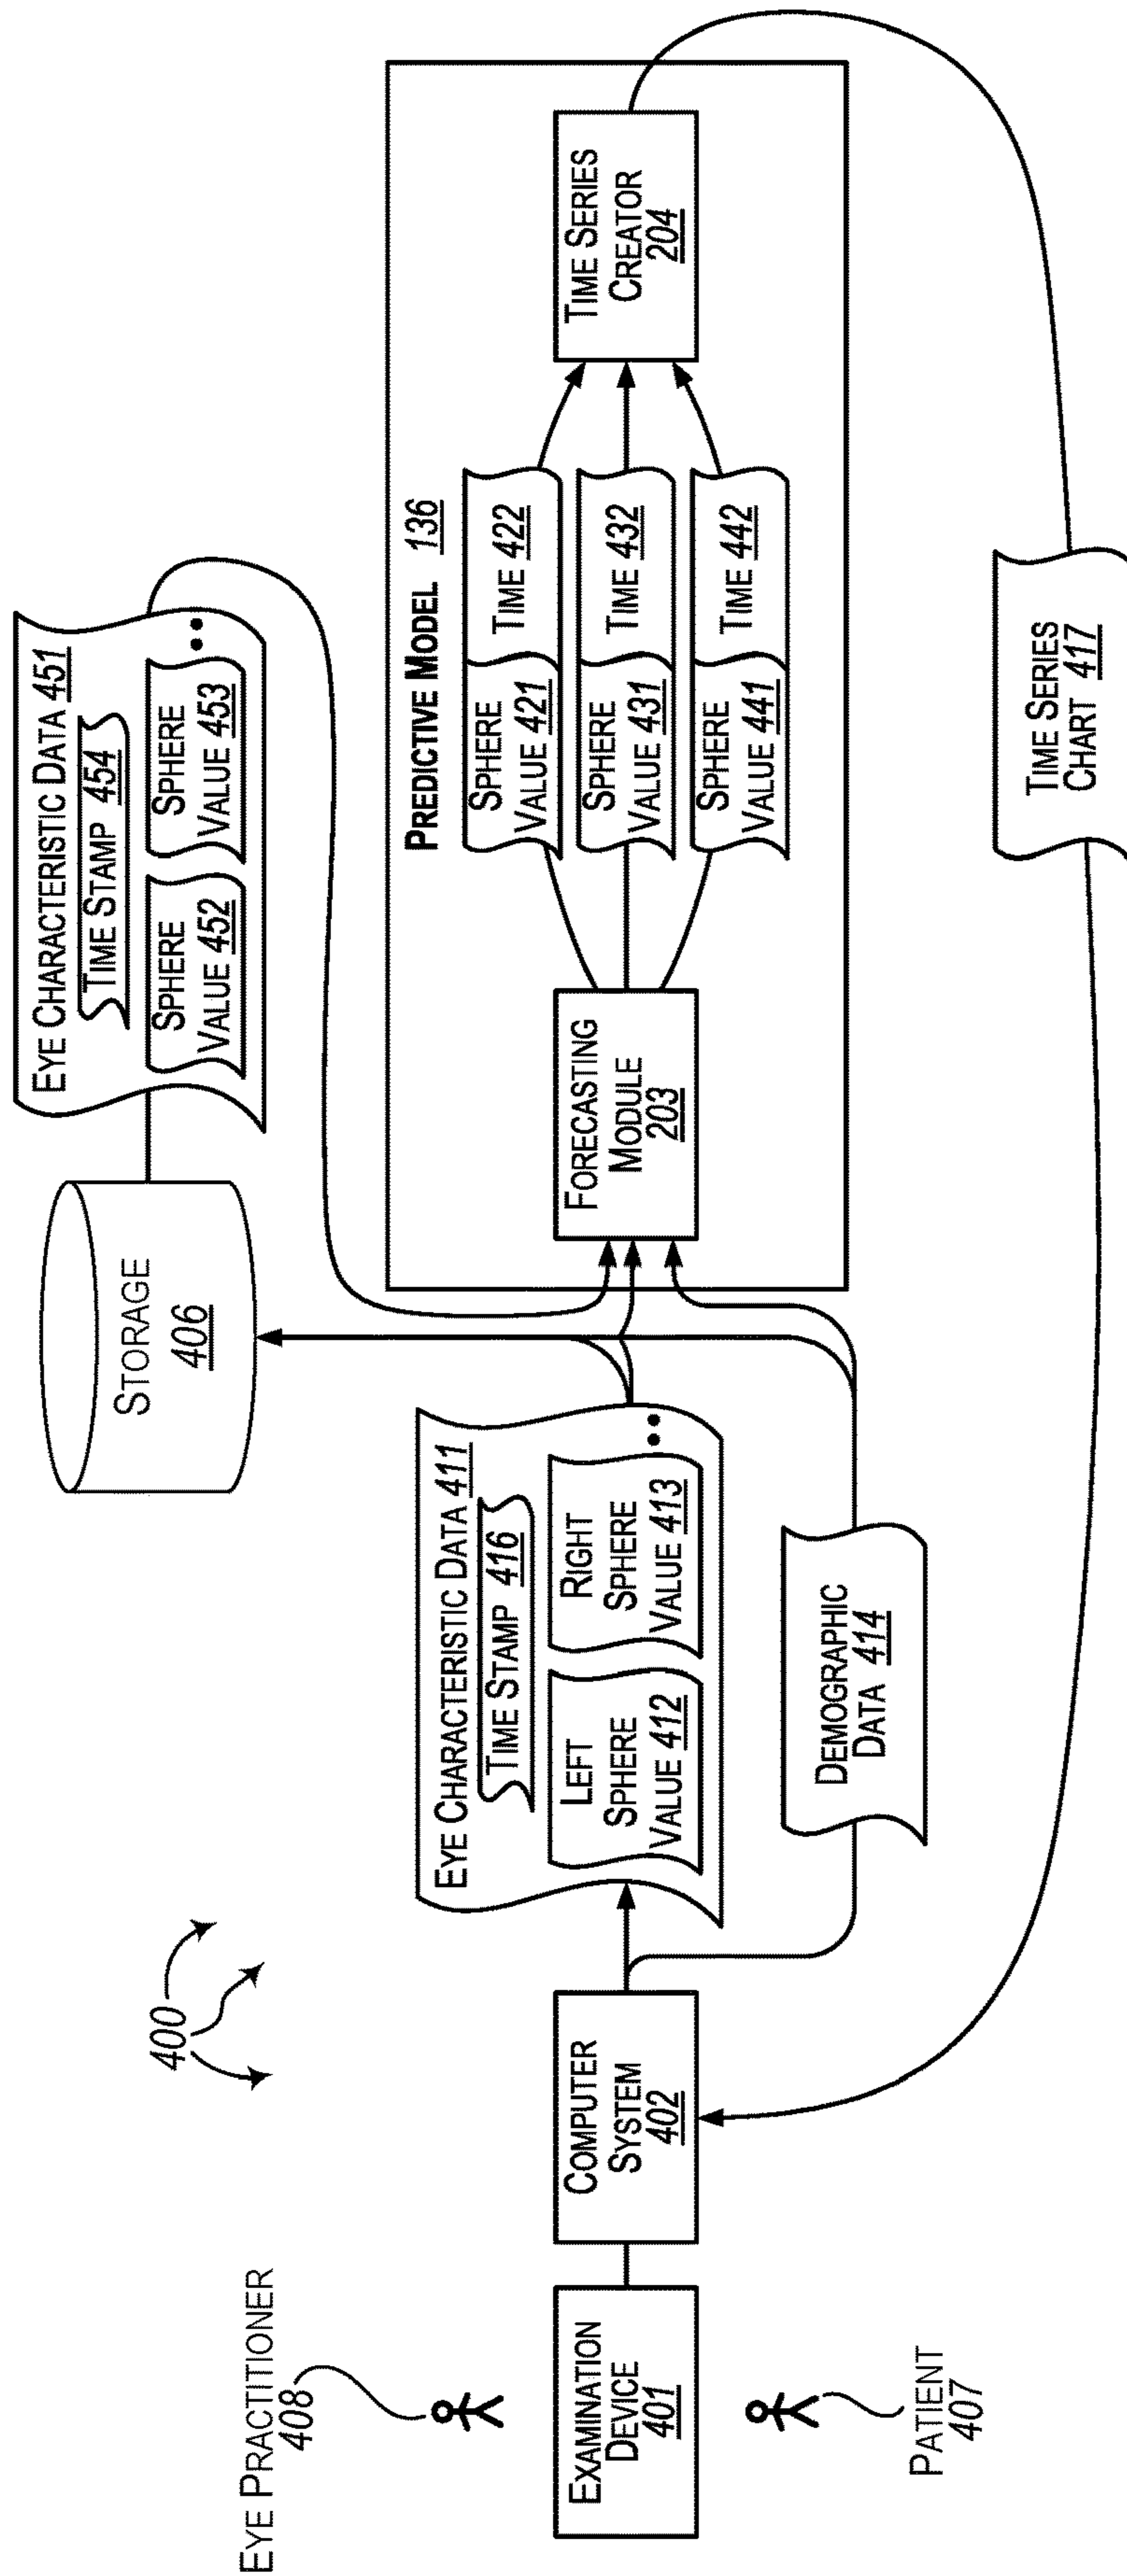 EYE PRACTITIONER
408
400
EXAMINATION
DEVICE
401
PATIENT
407
COMPUTER
SYSTEM
402
EYE CHARACTERISTIC DATA 411
TIME STAMP 416
LEFT
SPHERE
VALUE 412
RIGHT
SPHERE
VALUE 413
DEMOGRAPHIC
DATA 414
STORAGE
406
EYE CHARACTERISTIC DATA 451
TIME STAMP 454
SPHERE
VALUE 452
SPHERE
VALUE 453
PREDICTIVE MODEL 136
FORECASTING
MODULE
203
SPHERE
VALUE 421
TIME 422
SPHERE
VALUE 431
TIME 432
SPHERE
VALUE 441
TIME 442
TIME SERIES
CREATOR
204
TIME SERIES
CHART 417